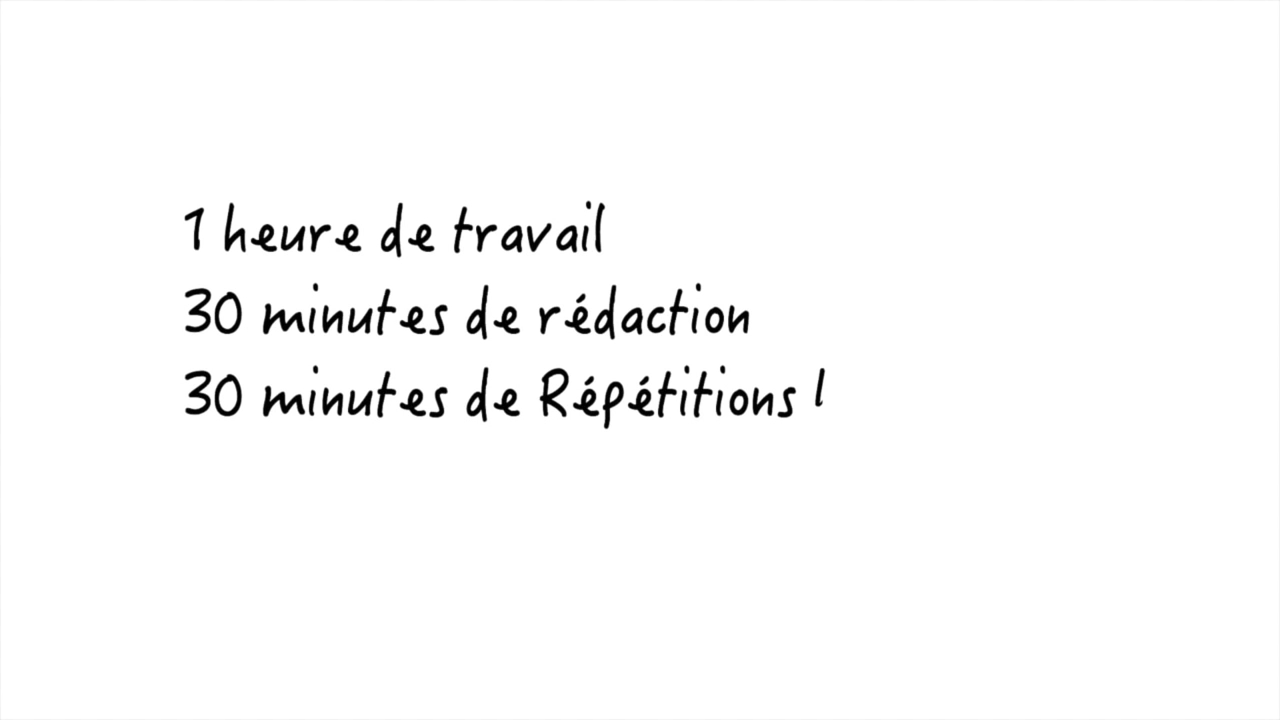 1 heure de travail
30 minutes de rédaction
30 minutes de Répétitions !